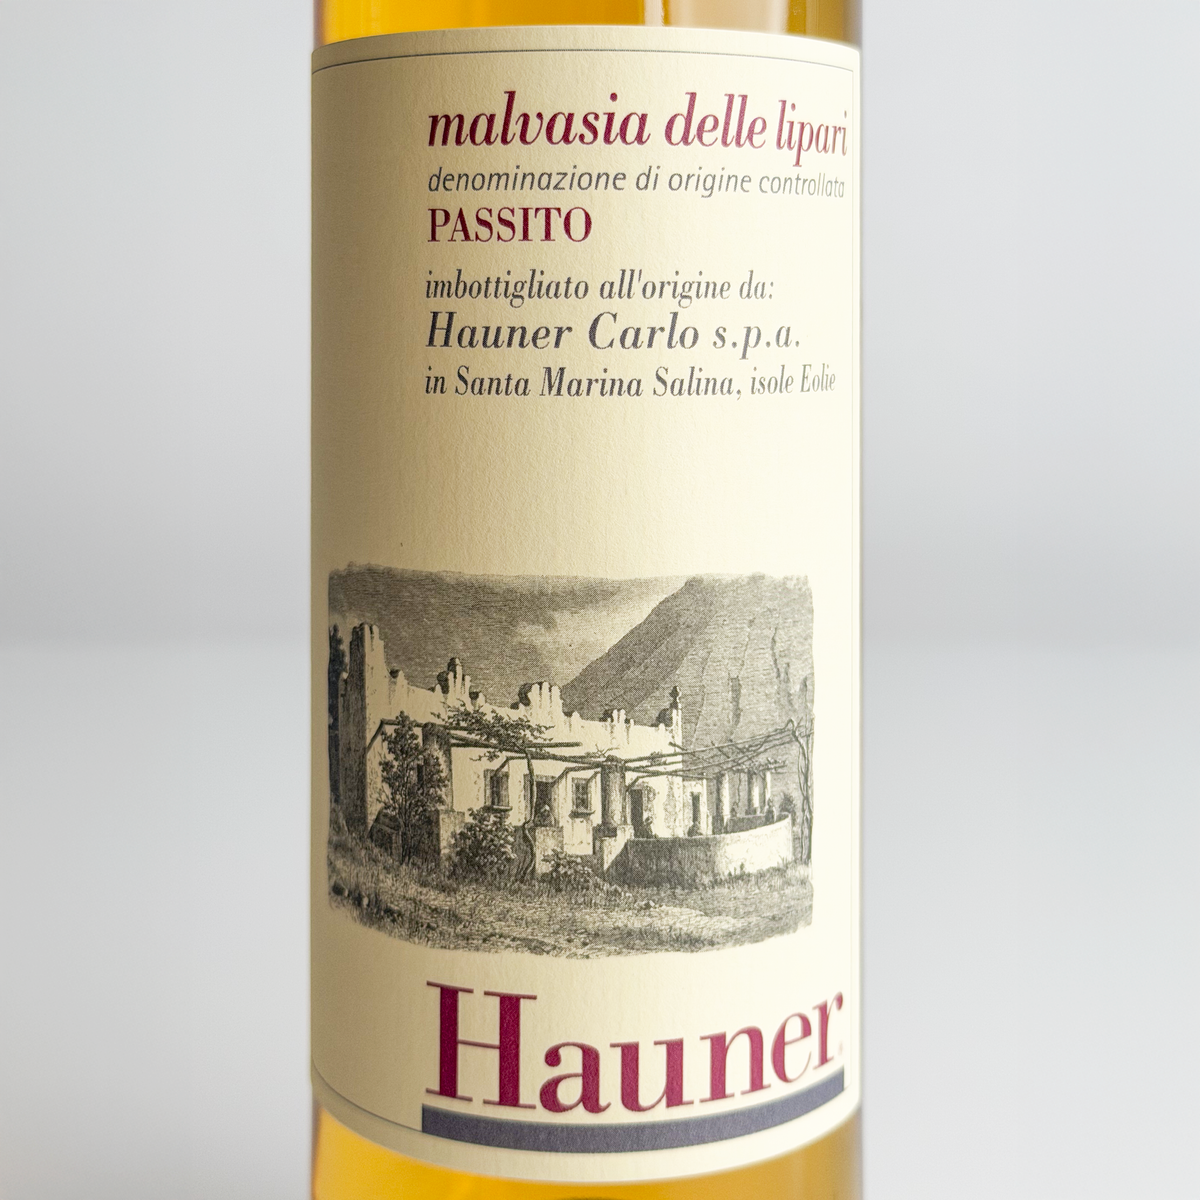 malvasia delle lipari
denominazione di origine controllata
PASSITO
imbottigliato all'origine da:
Hauner Carlo s.p.a.
in Santa Marina Salina, isole Eolie
Hauner